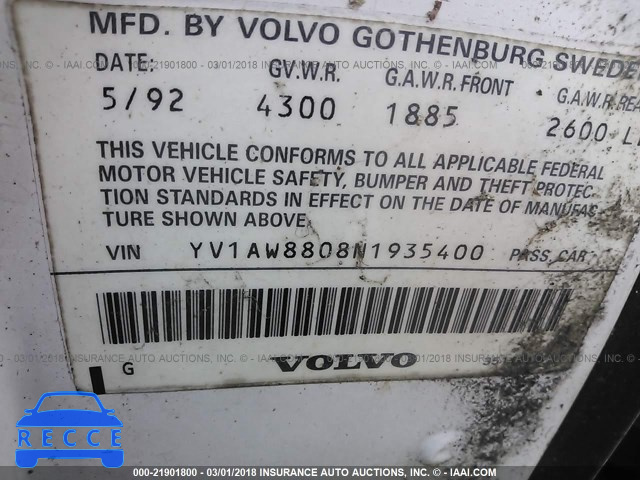 MFD. BY VOLVO GOTHENBURG SWEDE
DATE: GV.W.R. G.A.W.R. FRONT G.A.W.R. REA
5/92 4300 1885 2600 L
THIS VEHICLE CONFORMS TO ALL APPLICABLE FEDERAL
MOTOR VEHICLE SAFETY, BUMPER AND THEFT PROTEC-
TION STANDARDS IN EFFECT ON THE DATE OF MANUFAC-
TURE SHOWN ABOVE.
VIN YV1AW8808N1935400 PASS. CAR
G VOLVO
RECCE
000-21901800 - 03/01/2018 INSURANCE AUTO AUCTIONS, INC. - © IAAI.COM